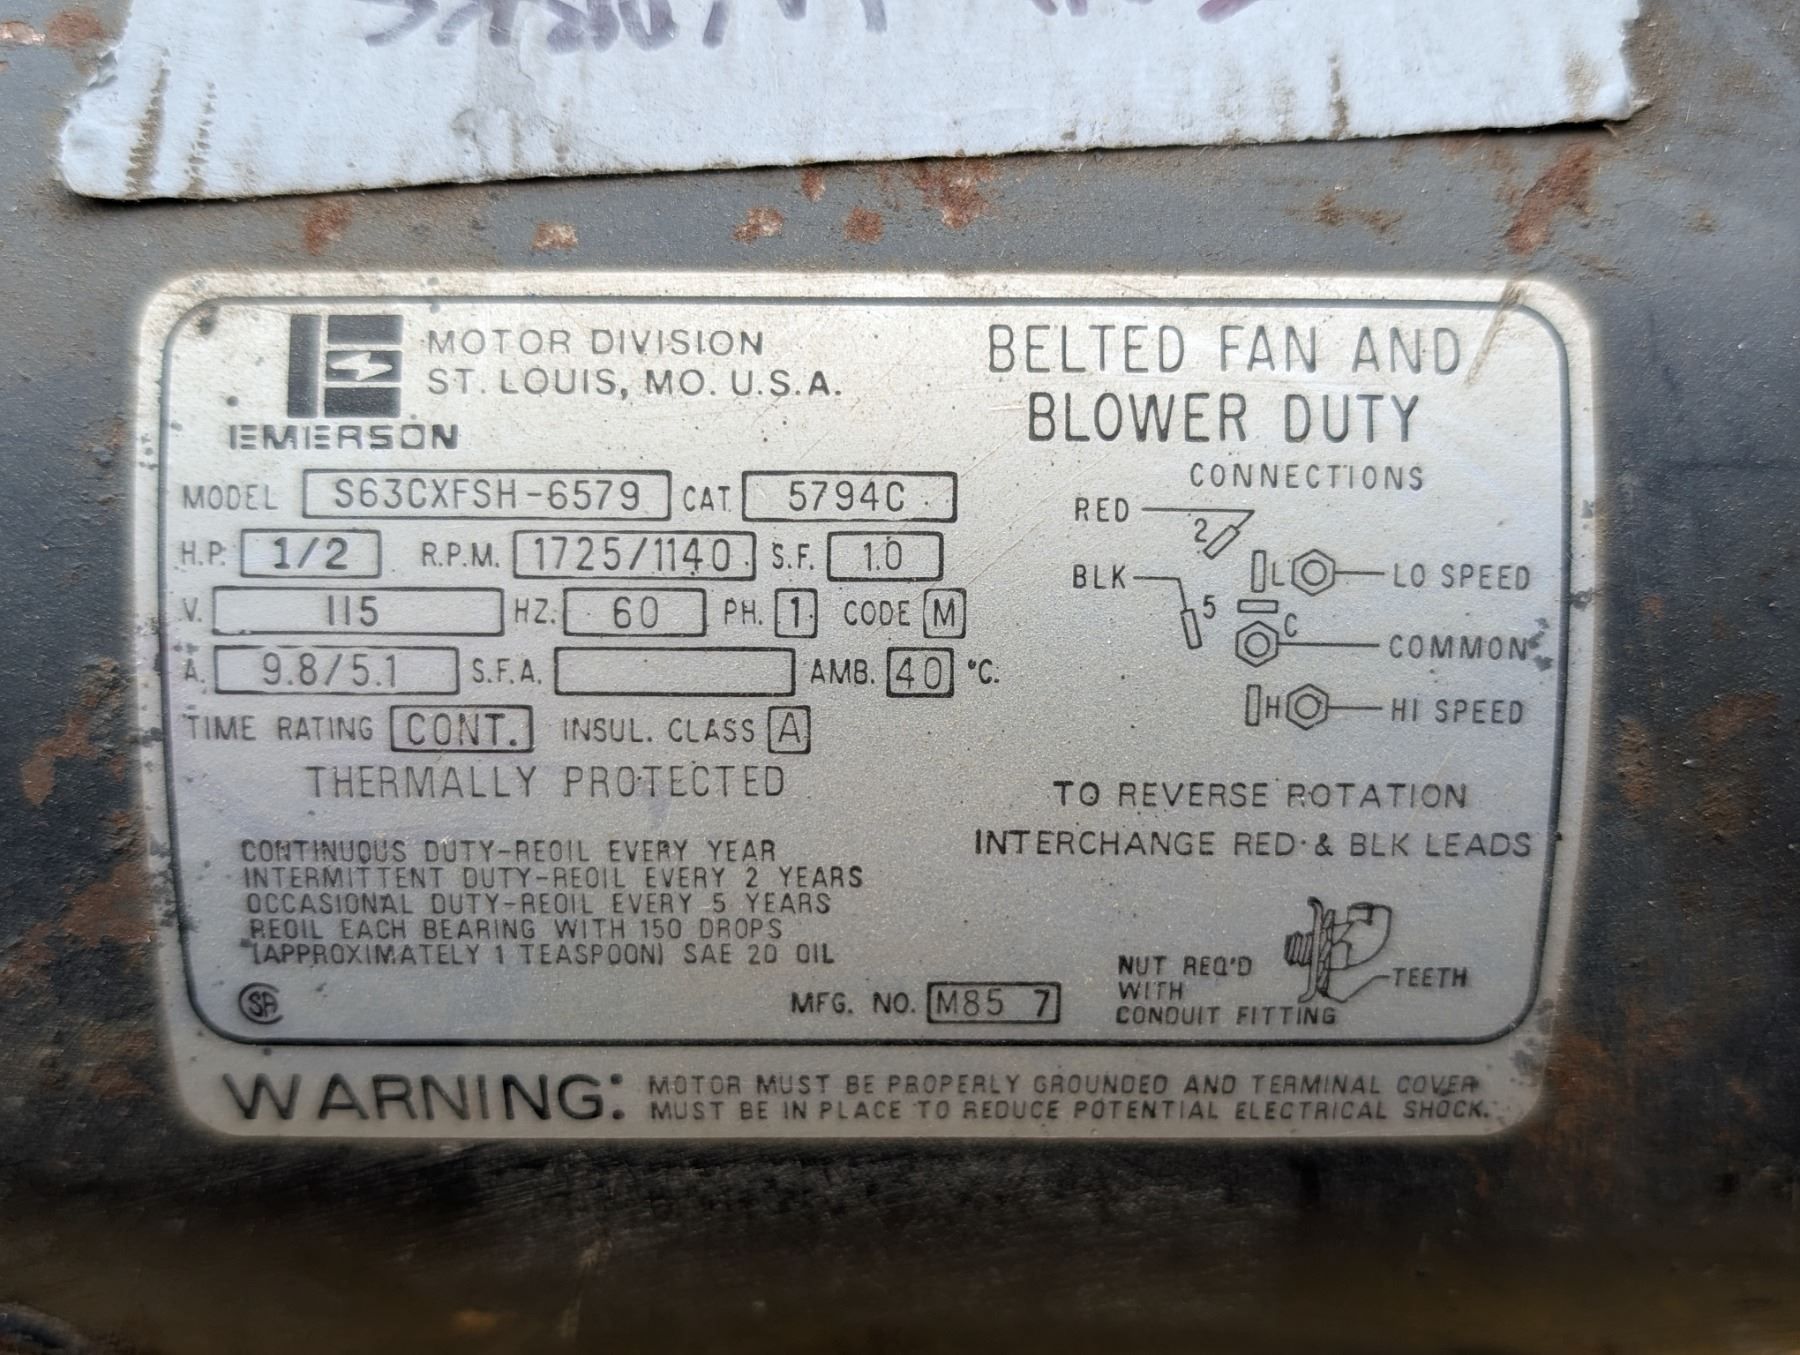 MOTOR DIVISION
ST. LOUIS, MO. U.S.A.
EMERSON
MODEL S63CXFSH-6579 CAT. 5794C
H.P. 1/2 R.P.M. 1725/1140 S.F. 1.0
V. 115 HZ. 60 PH. 1 CODE M
A. 9.8/5.1 S.F.A. AMB. 40 °C.
TIME RATING CONT. INSUL. CLASS A
THERMALLY PROTECTED
CONTINUOUS DUTY-REOIL EVERY YEAR
INTERMITTENT DUTY-REOIL EVERY 2 YEARS
OCCASIONAL DUTY-REOIL EVERY 5 YEARS
REOIL EACH BEARING WITH 150 DROPS
(APPROXIMATELY 1 TEASPOON) SAE 20 OIL
SA
MFG. NO. M85 7
BELTED FAN AND
BLOWER DUTY
CONNECTIONS
RED 2
BLK 5
L LO SPEED
C COMMON
H HI SPEED
TO REVERSE ROTATION
INTERCHANGE RED & BLK LEADS
NUT REQ'D
WITH
CONDUIT FITTING
TEETH
WARNING: MOTOR MUST BE PROPERLY GROUNDED AND TERMINAL COVER
MUST BE IN PLACE TO REDUCE POTENTIAL ELECTRICAL SHOCK.